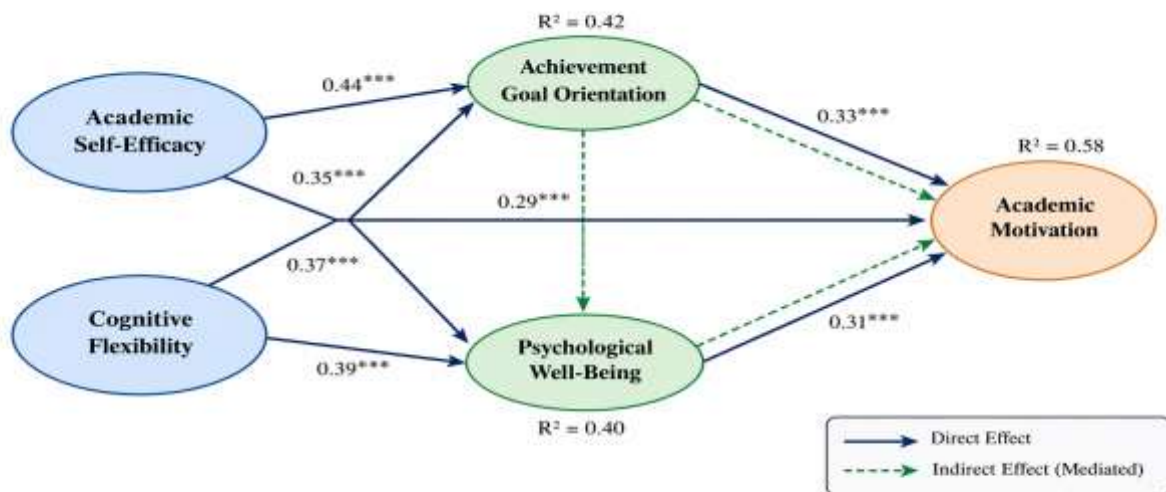 R² = 0.42
Achievement
Goal Orientation
0.44***
0.33***
Academic
Self-Efficacy
R² = 0.58
0.35***
0.29***
Academic
Motivation
0.37***
Cognitive
Flexibility
0.39***
Psychological
Well-Being
0.31***
R² = 0.40
Direct Effect
Indirect Effect (Mediated)